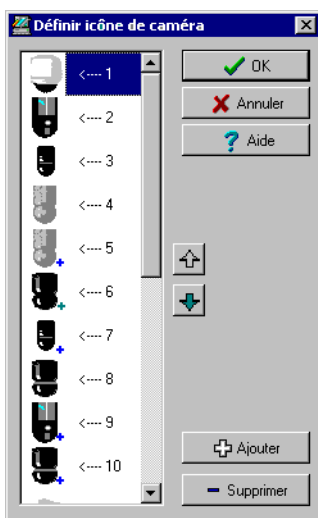 Définir icône de caméra
<---- 1
<---- 2
<---- 3
<---- 4
<---- 5
<---- 6
<---- 7
<---- 8
<---- 9
<---- 10
OK
Annuler
Aide
Ajouter
Supprimer